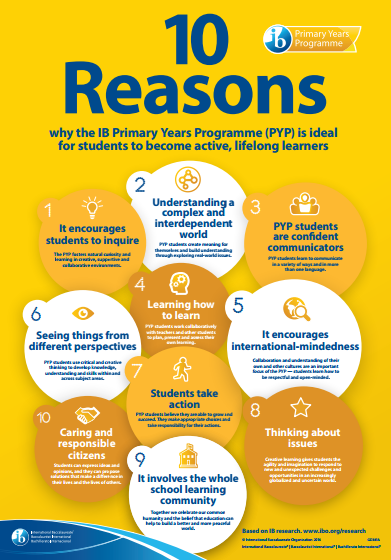 10
Reasons
ib
Primary Years
Programme
why the IB Primary Years Programme (PYP) is ideal
for students to become active, lifelong learners
1
It encourages
students to inquire
The PYP fosters natural curiosity and
learning in creative, supportive and
collaborative environments.
2
Understanding a
complex and
interdependent
world
PYP students create meaning for
themselves and build understanding
through exploring real-world issues.
3
PYP students
are confident
communicators
PYP students learn to communicate
in a variety of ways and in more
than one language.
4
Learning how
to learn
PYP students work collaboratively
with teachers and other students
to plan, present and assess their
own learning.
5
It encourages
international-mindedness
Collaboration and understanding of their
own and other cultures are an important
focus of the PYP — students learn how to
be respectful and open-minded.
6
Seeing things from
different perspectives
PYP students use critical and creative
thinking to develop knowledge,
understanding and skills within and
across subject areas.
7
Students take
action
PYP students believe they are able to grow and
succeed. They make appropriate choices and
take responsibility for their actions.
8
Thinking about
issues
Creative learning gives students the
agility and imagination to respond to
new and unexpected challenges and
opportunities in an increasingly
globalized and uncertain world.
9
It involves the whole
school learning
community
Together we celebrate our common
humanity and the belief that education can
help to build a better and more peaceful
world.
10
Caring and
responsible
citizens
Students can express ideas and
opinions, and they can propose
solutions that make a difference in
their lives and the lives of others.
International Baccalaureate®
Baccalauréat International
Bachillerato Internacional
Based on IB research. www.ibo.org/research
© International Baccalaureate Organization
International Baccalaureate® | Baccalauréat International® | Bachillerato Internacional®